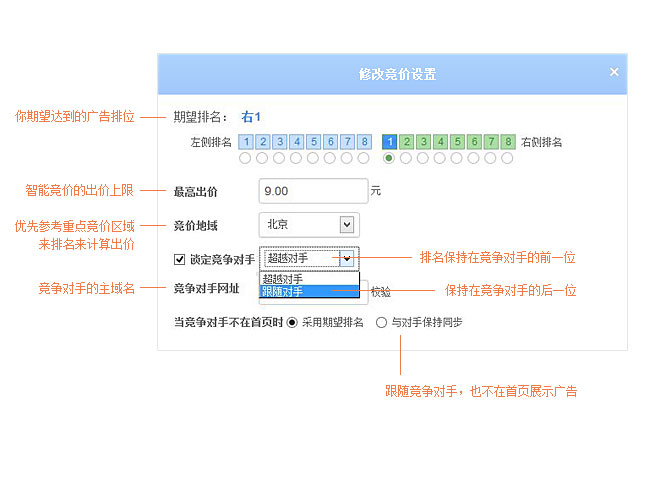 修改竞价设置 ×
你期望达到的广告排位
期望排名： 右1
左侧排名 1 2 3 4 5 6 7 8 1 2 3 4 5 6 7 8 右侧排名
智能竞价的出价上限
最高出价 9.00 元
优先参考重点竞价区域
来排名来计算出价
竞价地域 北京
锁定竞争对手 超越对手
排名保持在竞争对手的前一位
超越对手
跟随对手
保持在竞争对手的后一位
竞争对手的主域名
竞争对手网址 校验
当竞争对手不在首页时 采用期望排名 与对手保持同步
跟随竞争对手，也不在首页展示广告